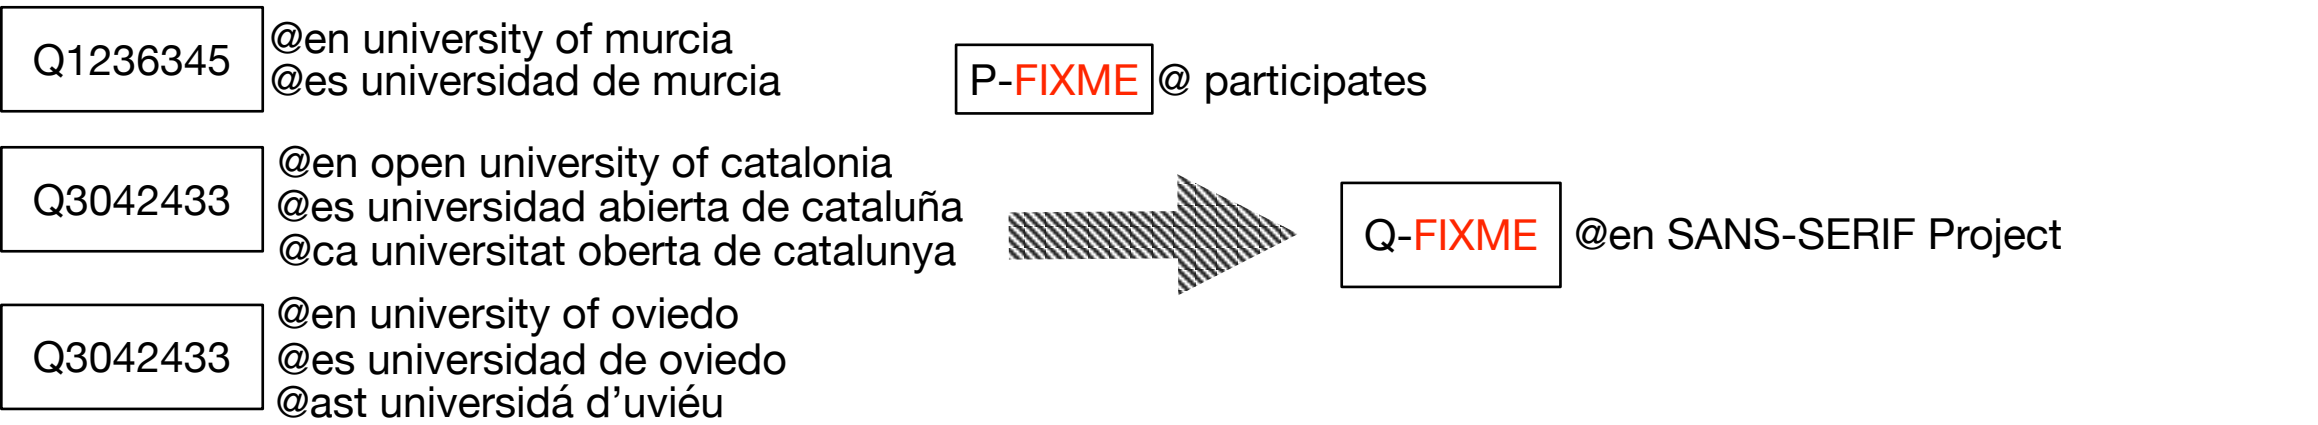 Q1236345
@en university of murcia
@es universidad de murcia
P-FIXME @ participates
Q3042433
@en open university of catalonia
@es universidad abierta de cataluña
@ca universitat oberta de catalunya
Q-FIXME @en SANS-SERIF Project
Q3042433
@en university of oviedo
@es universidad de oviedo
@ast universidá d’uviéu